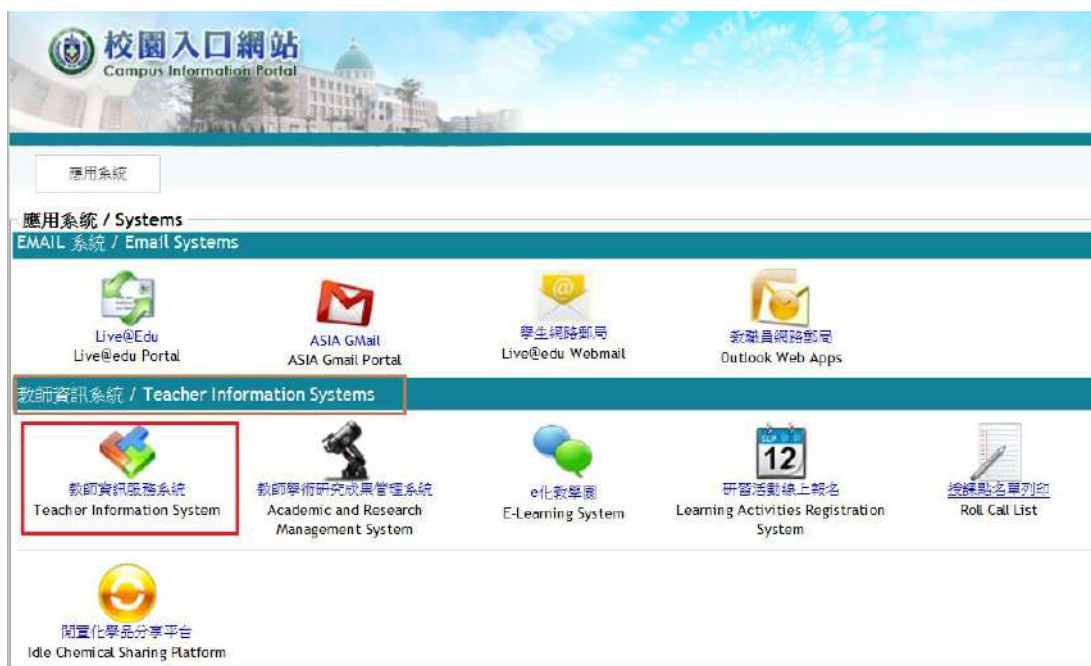 校園入口網站
Campus Information Portal
應用系統
應用系統 / Systems
EMAIL 系統 / Email Systems
Live@Edu
Live@edu Portal
ASIA GMail
ASIA Gmail Portal
學生網路郵局
Live@edu Webmail
教職員網路郵局
Outlook Web Apps
教師資訊系統 / Teacher Information Systems
教師資訊服務系統
Teacher Information System
教師學術研究成果管理系統
Academic and Research
Management System
e化教學園
E-Learning System
SEP
12
研習活動線上報名
Learning Activities Registration
System
授課點名單列印
Roll Call List
閒置化學品分享平台
Idle Chemical Sharing Platform